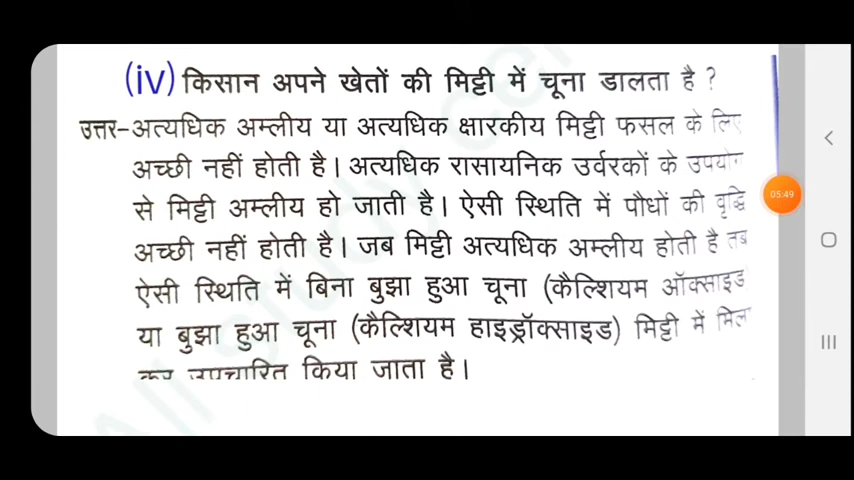 (iv) किसान अपने खेतों की मिट्टी में चूना डालता है ?
उत्तर–अत्यधिक अम्लीय या अत्यधिक क्षारकीय मिट्टी फसल के लिए
अच्छी नहीं होती है। अत्यधिक रासायनिक उर्वरकों के उपयोग
से मिट्टी अम्लीय हो जाती है। ऐसी स्थिति में पौधों की वृद्धि
अच्छी नहीं होती है। जब मिट्टी अत्यधिक अम्लीय होती है तब
ऐसी स्थिति में बिना बुझा हुआ चूना (कैल्शियम ऑक्साइड
या बुझा हुआ चूना (कैल्शियम हाइड्रॉक्साइड) मिट्टी में मिल
कर उपचारित किया जाता है।
05:49